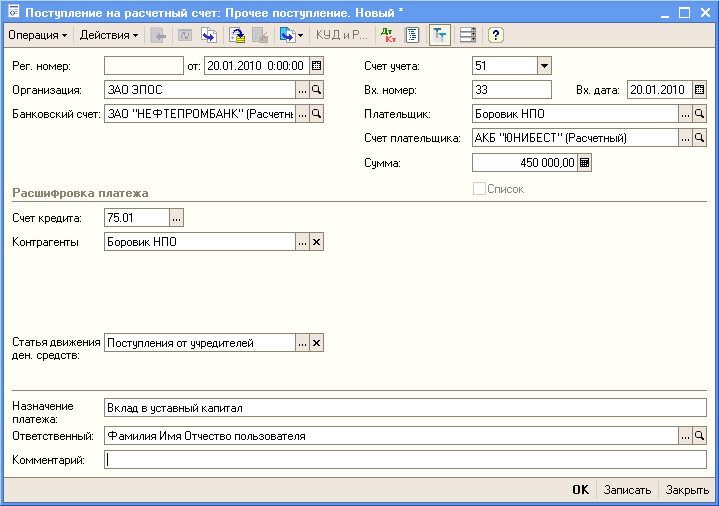 Поступление на расчетный счет: Прочее поступление. Новый *
Операция Действия КУД и Р... Дт Кт Тт ?
Рег. номер: от: 20.01.2010 0:00:00 Счет учета: 51
Организация: ЗАО ЭПОС ... Вх. номер: 33 Вх. дата: 20.01.2010
Банковский счет: ЗАО "НЕФТЕПРОМБАНК" (Расчетнь ... Плательщик: Боровик НПО ...
Счет плательщика: АКБ "ЮНИБЕСТ" (Расчетный) ...
Сумма: 450 000,00
Список
Расшифровка платежа
Счет кредита: 75.01 ...
Контрагенты Боровик НПО ... ×
Статья движения
ден. средств: Поступления от учредителей ... ×
Назначение
платежа: Вклад в уставный капитал
Ответственный: Фамилия Имя Отчество пользователя ...
Комментарий:
OK Записать Закрыть